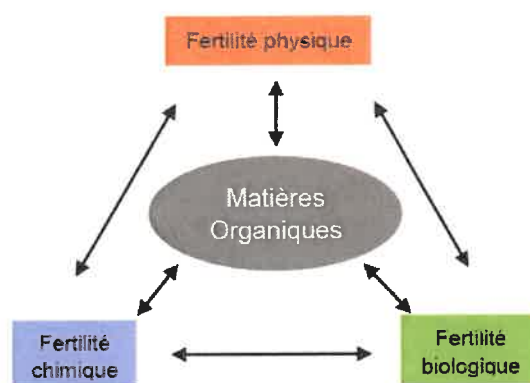 Fertilité physique
Matières
Organiques
Fertilité
chimique
Fertilité
biologique